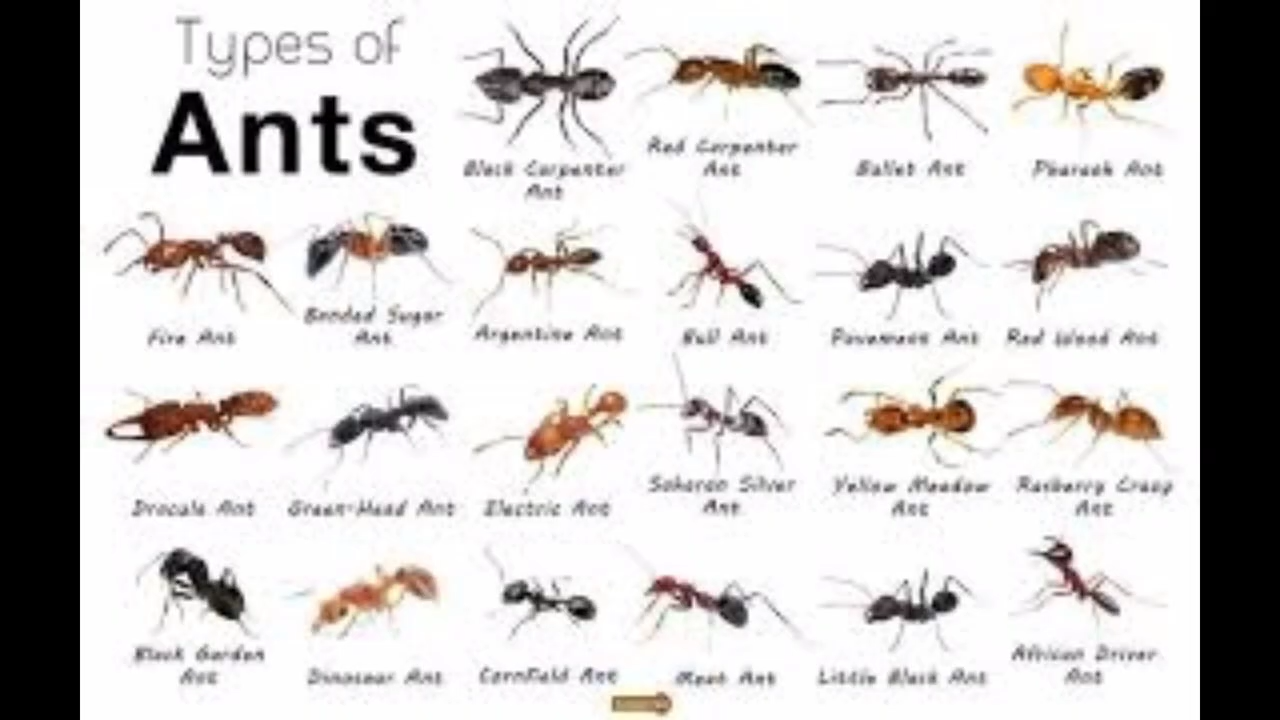 Types of
Ants
Black Carpenter
Ant
Red Carpenter
Ant
Bullet Ant
Pharaoh Ant
Fire Ant
Banded Sugar
Ant
Argentine Ant
Bull Ant
Pavement Ant
Red Wood Ant
Dracula Ant
Green-Head Ant
Electric Ant
Saharan Silver
Ant
Yellow Meadow
Ant
Rasberry Crazy
Ant
Black Garden
Ant
Dinosaur Ant
Cornfield Ant
Meat Ant
Little Black Ant
African Driver
Ant